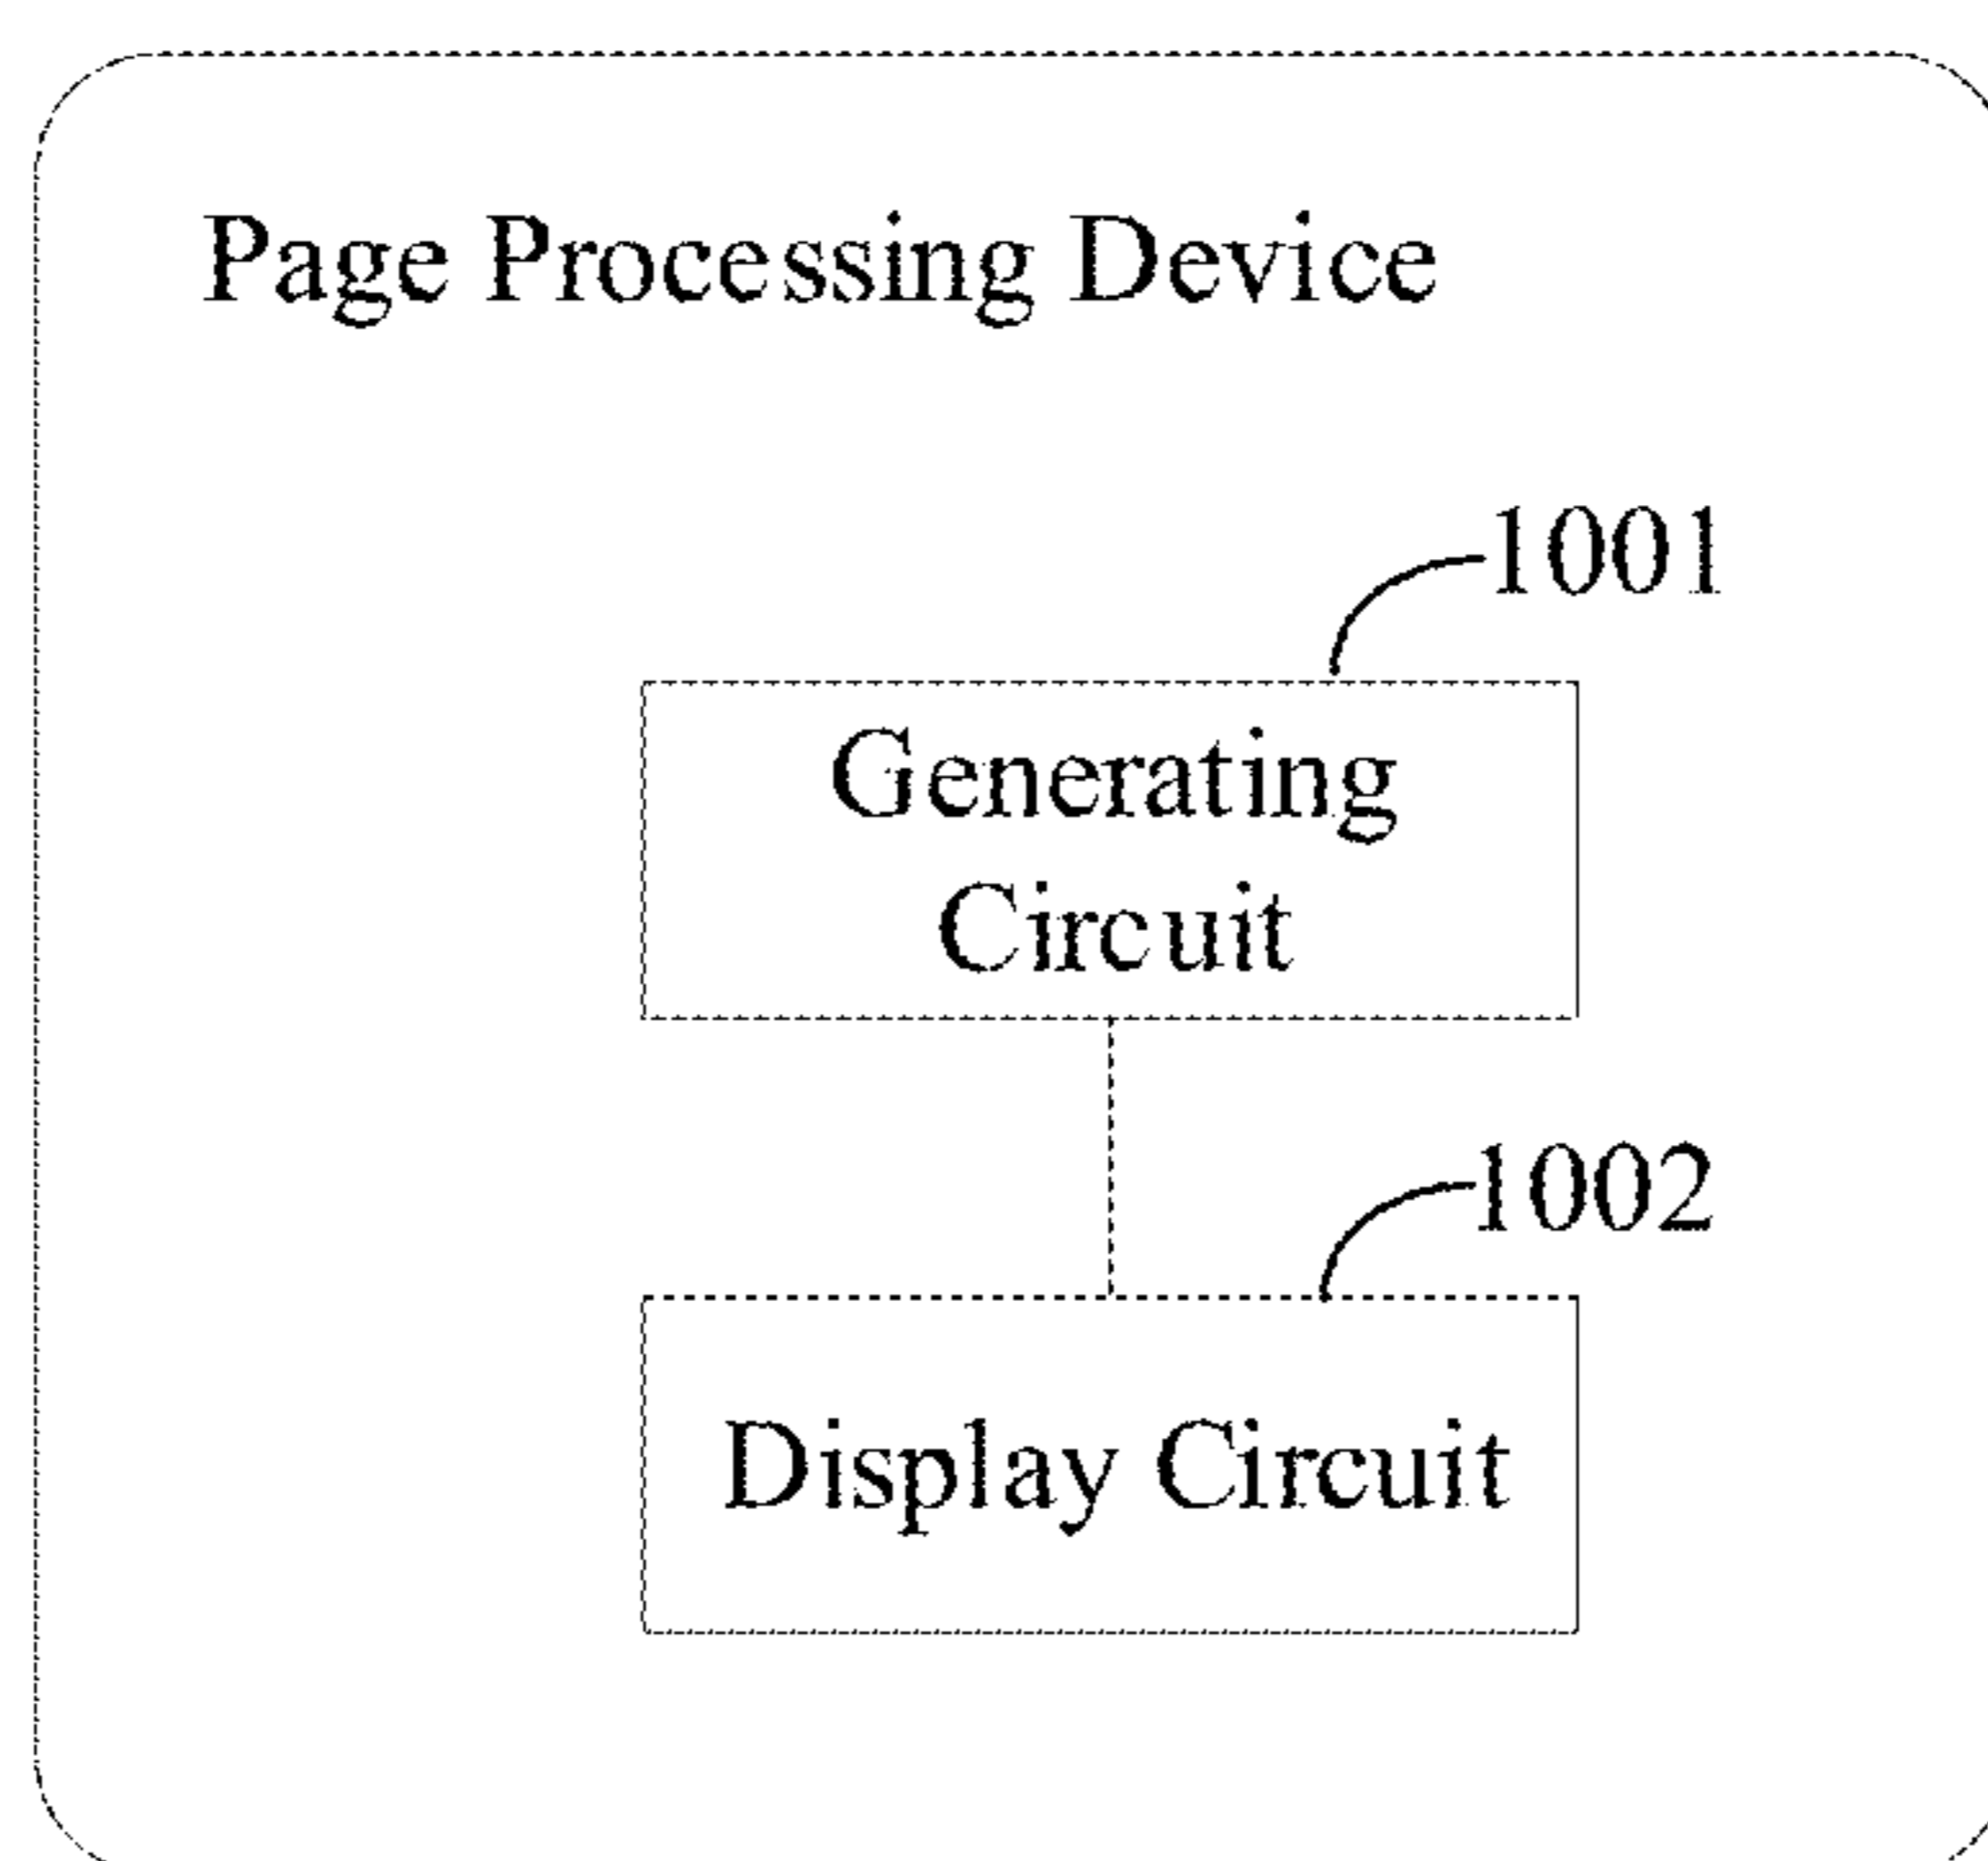 Page Processing Device
1001
Generating
Circuit
1002
Display Circuit